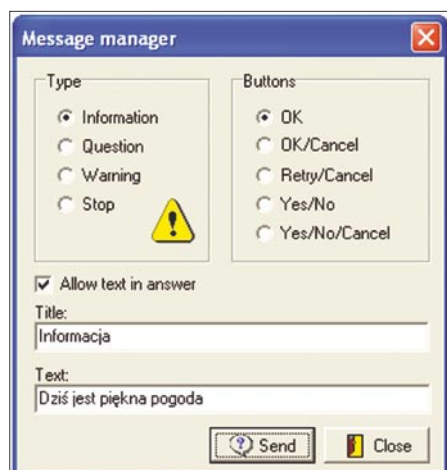 Message manager
Type
Information
Question
Warning
Stop
Buttons
OK
OK/Cancel
Retry/Cancel
Yes/No
Yes/No/Cancel
Allow text in answer
Title:
Informacja
Text:
Dziś jest piękna pogoda
Send
Close